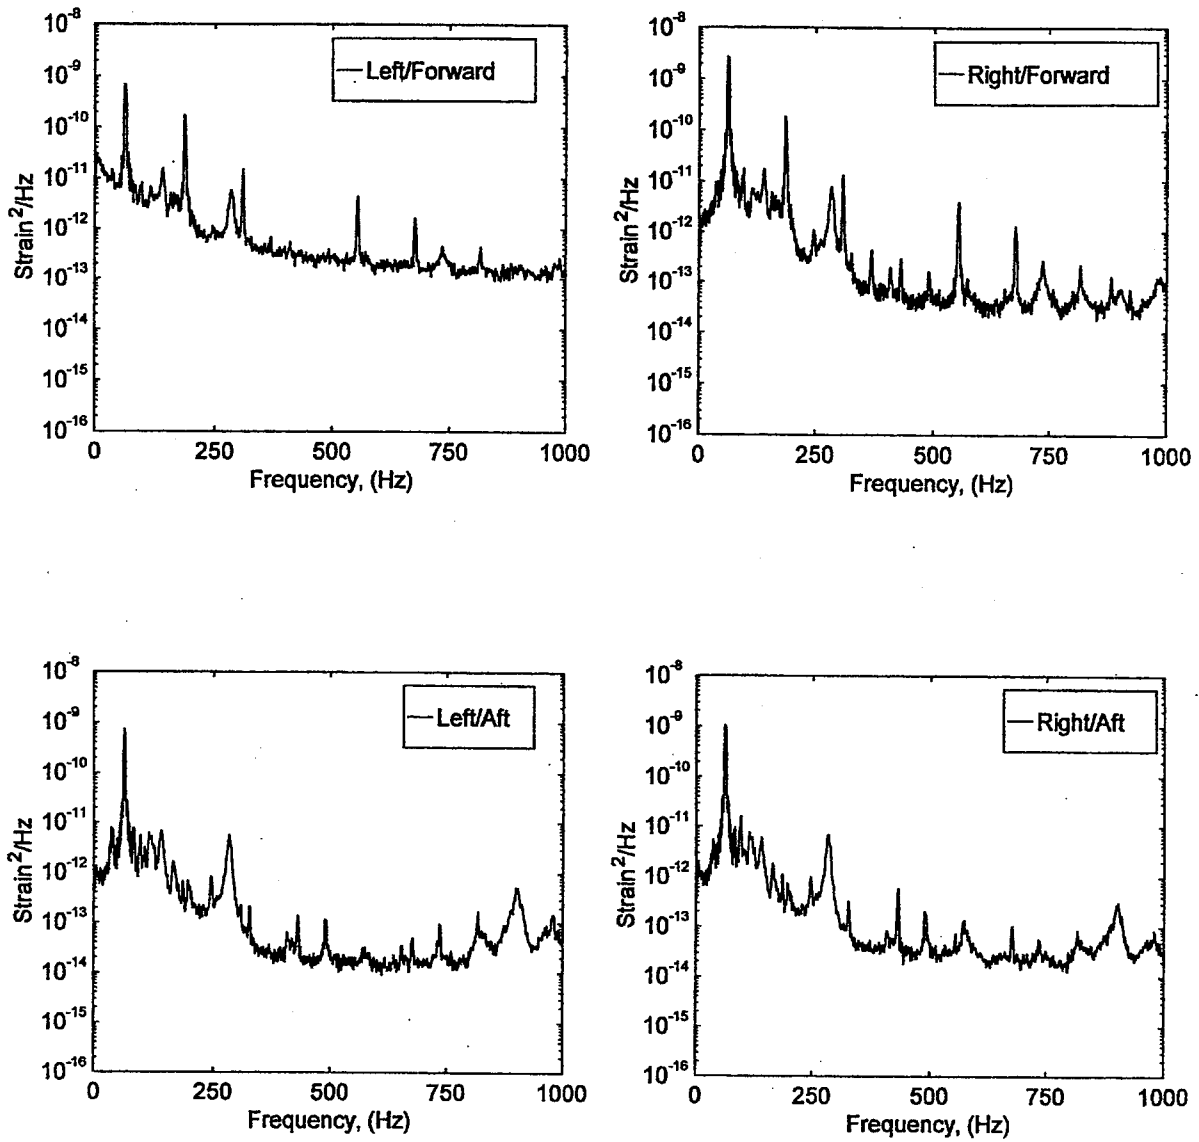 10⁻⁸
10⁻⁹
10⁻¹⁰
10⁻¹¹
10⁻¹²
10⁻¹³
10⁻¹⁴
10⁻¹⁵
10⁻¹⁶
Strain²/Hz
Left/Forward
0 250 500 750 1000
Frequency, (Hz)
10⁻⁸
10⁻⁹
10⁻¹⁰
10⁻¹¹
10⁻¹²
10⁻¹³
10⁻¹⁴
10⁻¹⁵
10⁻¹⁶
Strain²/Hz
Right/Forward
0 250 500 750 1000
Frequency, (Hz)
10⁻⁸
10⁻⁹
10⁻¹⁰
10⁻¹¹
10⁻¹²
10⁻¹³
10⁻¹⁴
10⁻¹⁵
10⁻¹⁶
Strain²/Hz
Left/Aft
0 250 500 750 1000
Frequency, (Hz)
10⁻⁸
10⁻⁹
10⁻¹⁰
10⁻¹¹
10⁻¹²
10⁻¹³
10⁻¹⁴
10⁻¹⁵
10⁻¹⁶
Strain²/Hz
Right/Aft
0 250 500 750 1000
Frequency, (Hz)